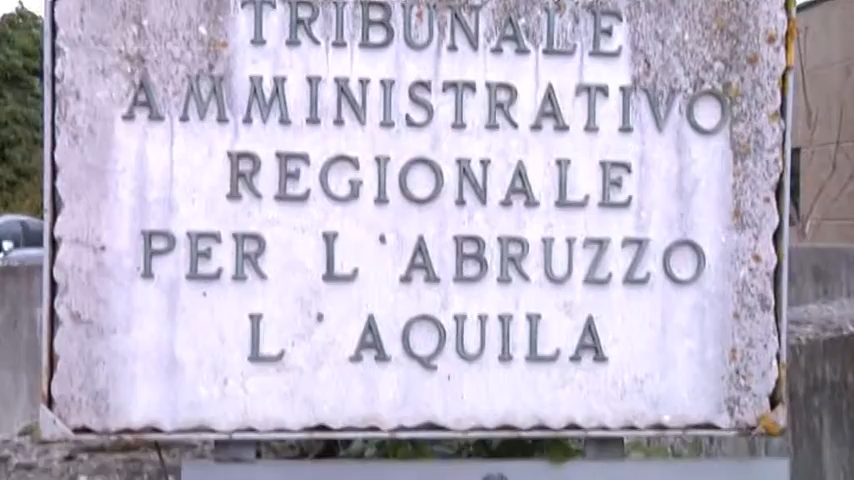 TRIBUNALE
AMMINISTRATIVO
REGIONALE
PER L'ABRUZZO
L'AQUILA